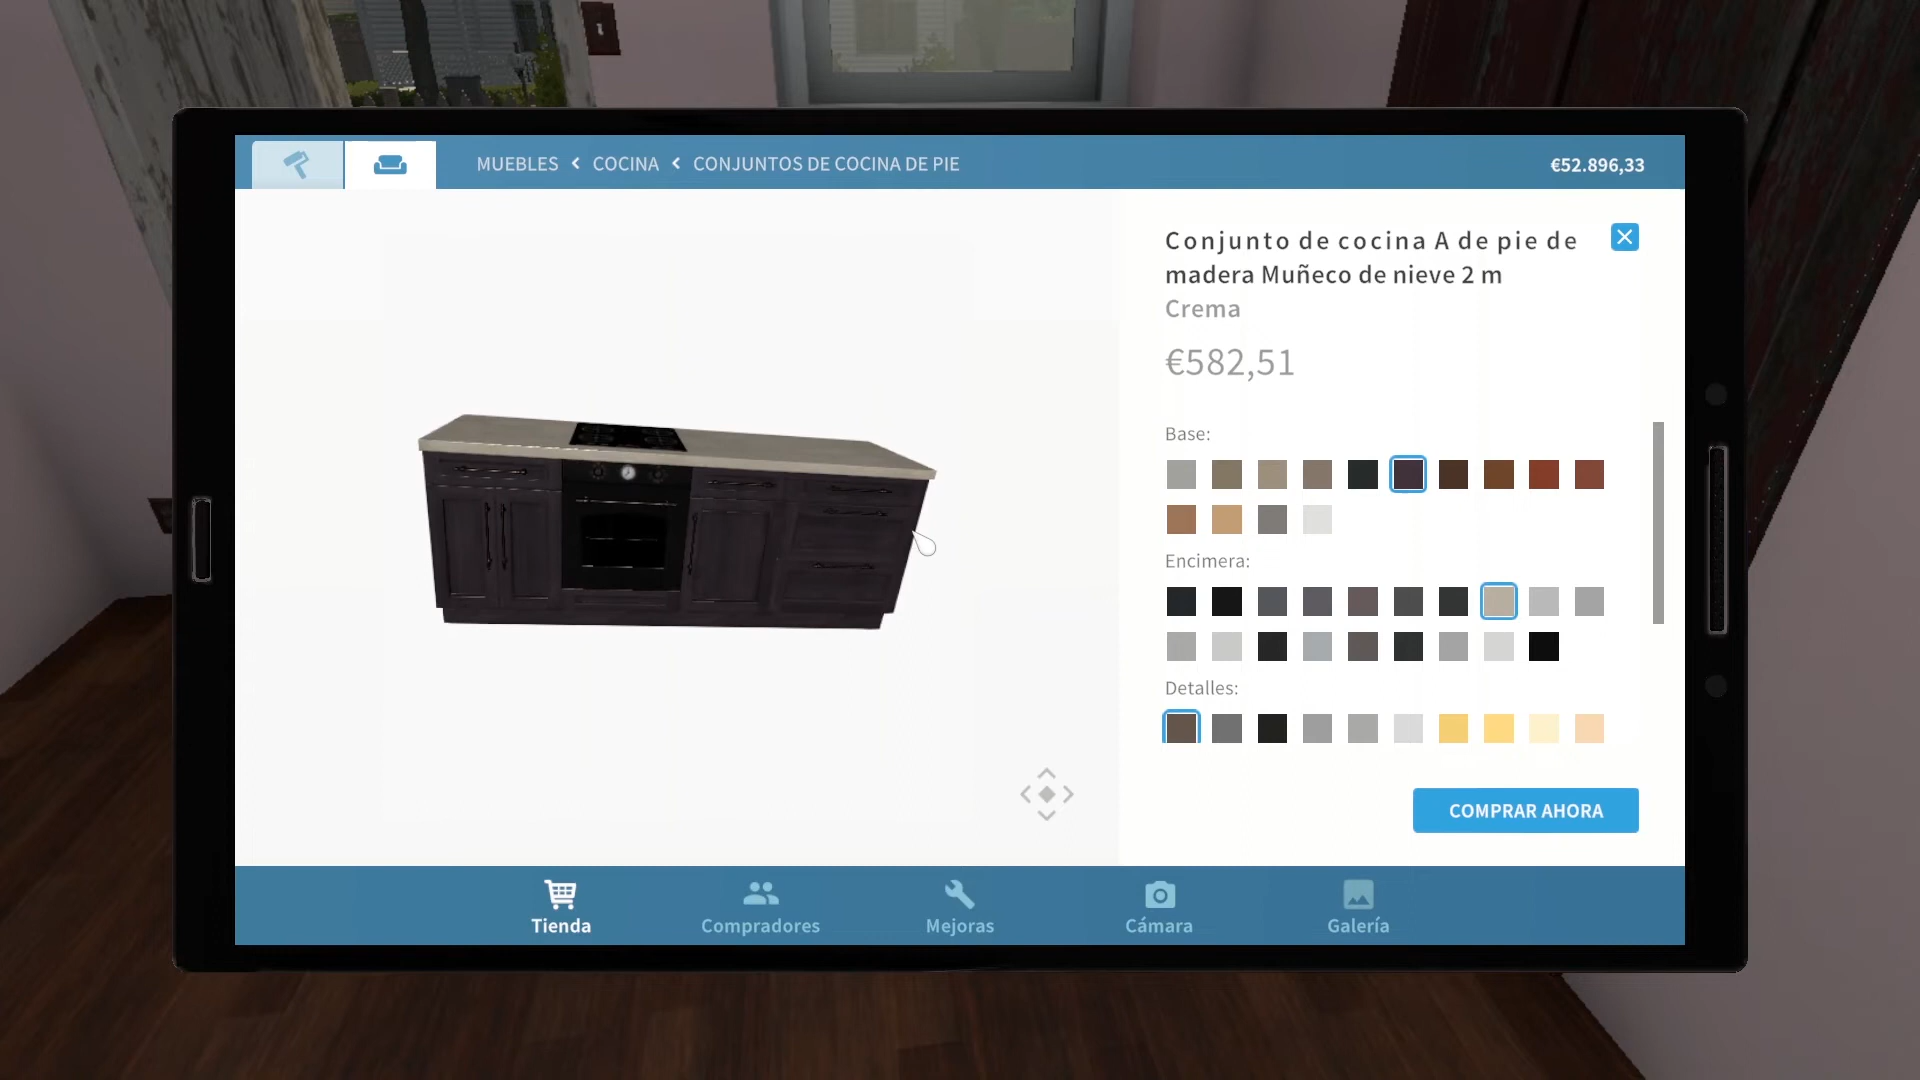 MUEBLES < COCINA < CONJUNTOS DE COCINA DE PIE
€52.896,33
Conjunto de cocina A de pie de
madera Muñeco de nieve 2 m
Crema
€582,51
Base:
Encimera:
Detalles:
COMPRAR AHORA
Tienda
Compradores
Mejoras
Cámara
Galería